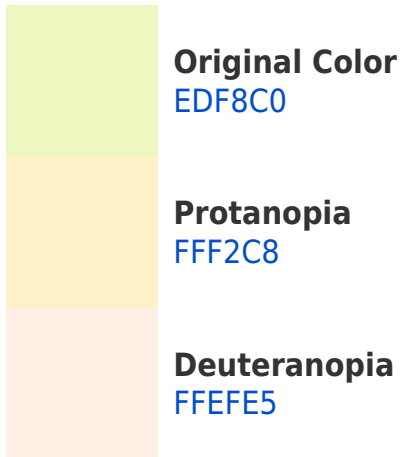 Original Color
EDF8C0
Protanopia
FFF2C8
Deuteranopia
FFEFE5